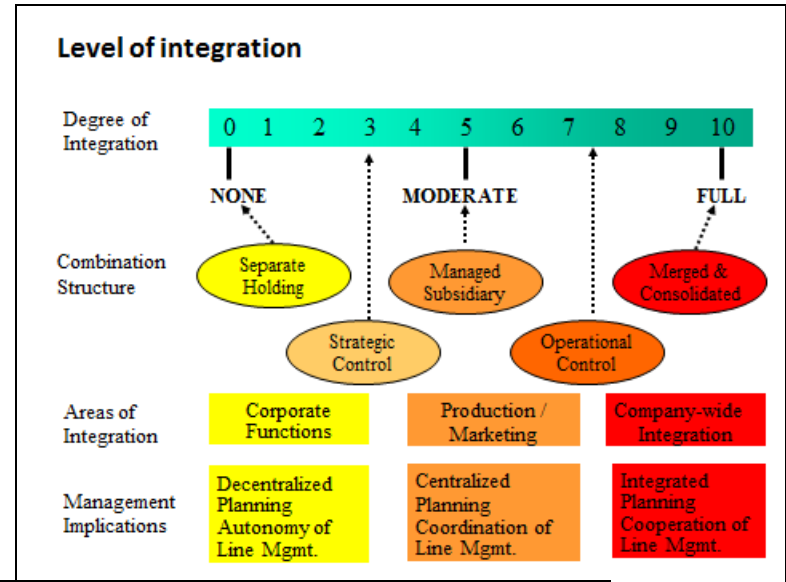 Level of integration
Degree of
Integration
0 1 2 3 4 5 6 7 8 9 10
NONE MODERATE FULL
Combination
Structure
Separate
Holding
Managed
Subsidiary
Merged &
Consolidated
Strategic
Control
Operational
Control
Areas of
Integration
Corporate
Functions
Production /
Marketing
Company-wide
Integration
Management
Implications
Decentralized
Planning
Autonomy of
Line Mgmt.
Centralized
Planning
Coordination of
Line Mgmt.
Integrated
Planning
Cooperation of
Line Mgmt.